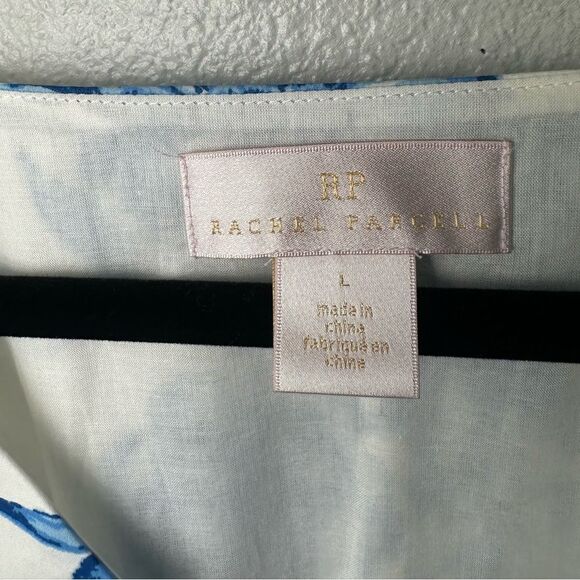 RP
RACHEL PARCELL
L
made in
china
fabriqué en
chine